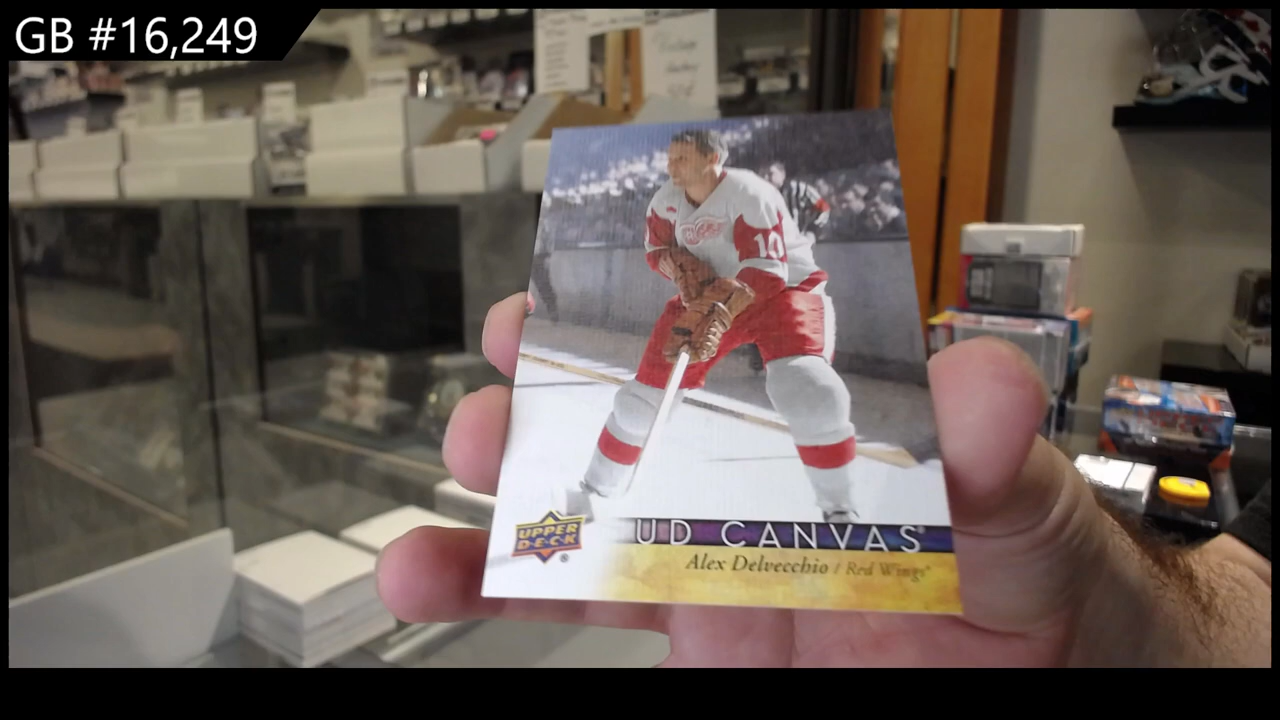 GB #16,249
10
UPPER
DECK
®
UD CANVAS®
Alex Delvecchio / Red Wings®